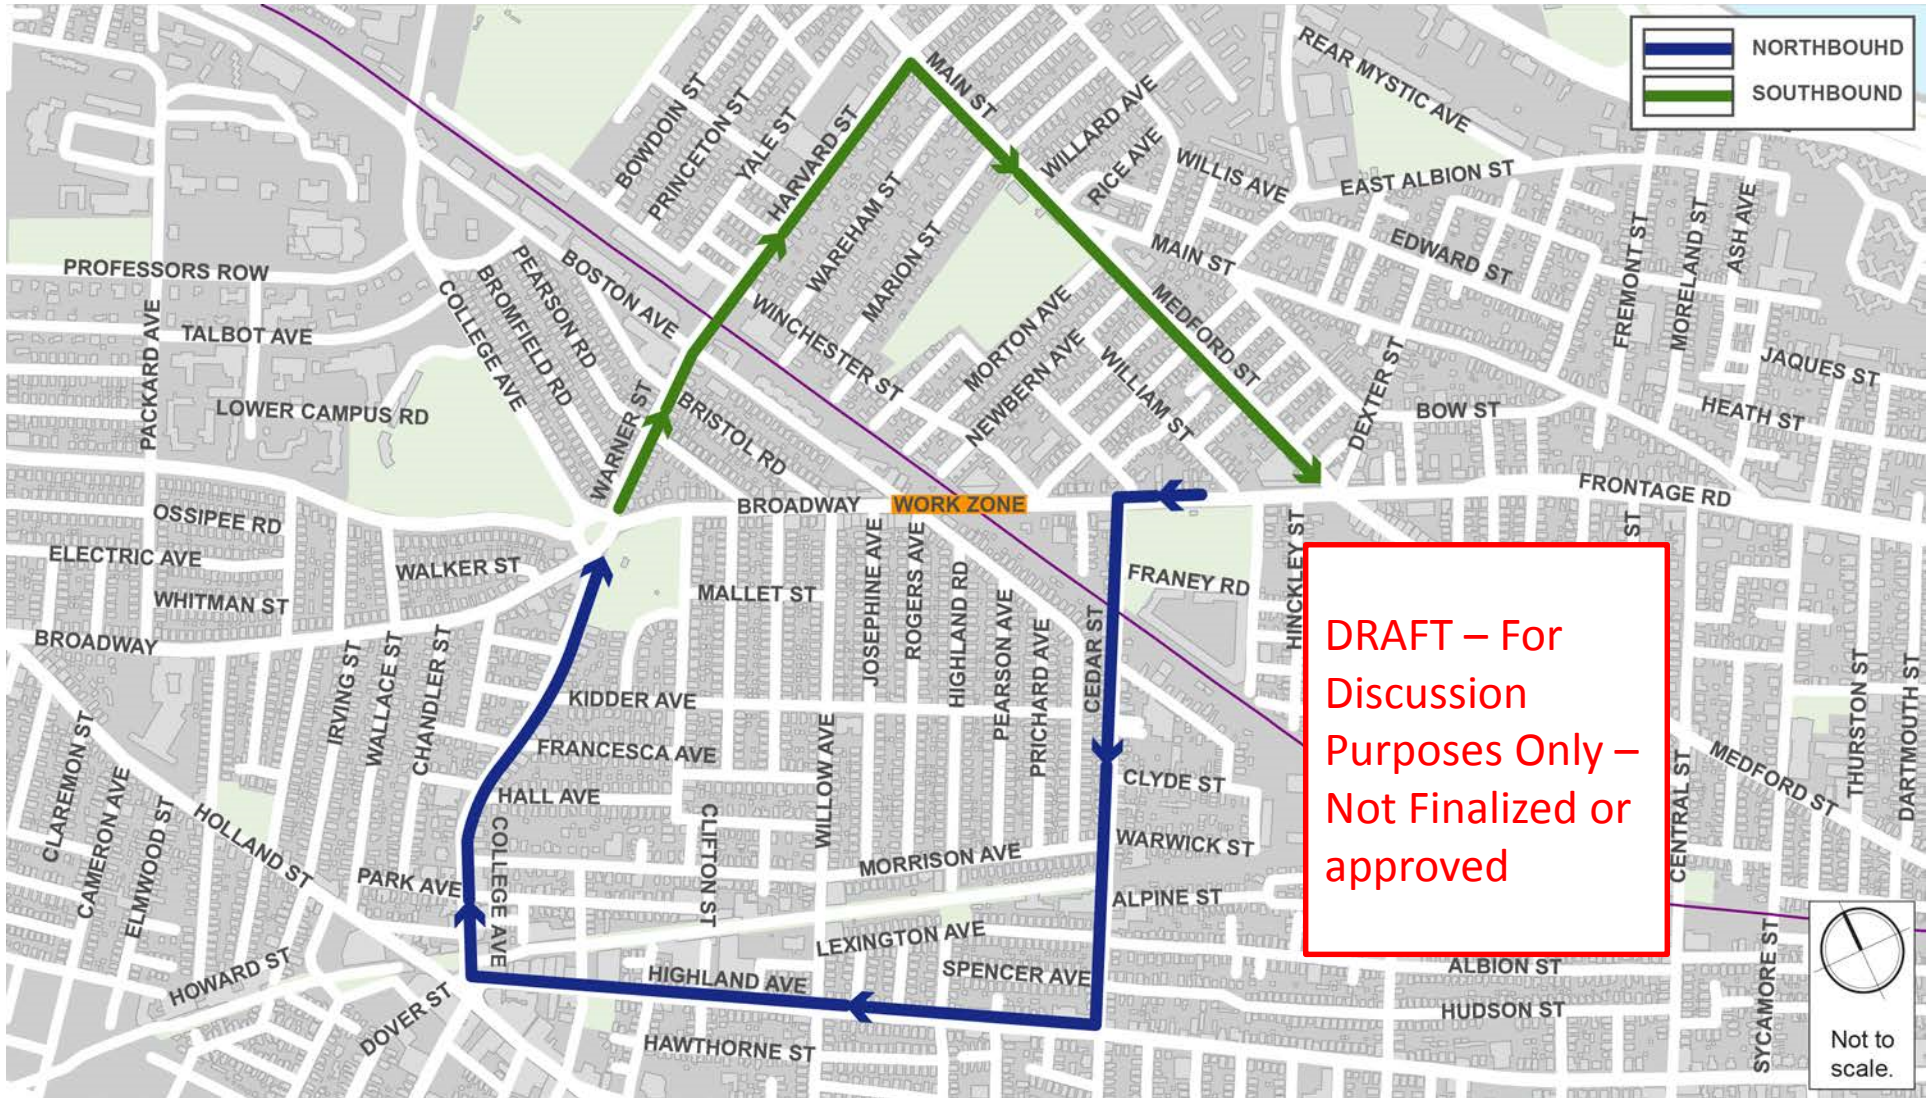 NORTHBOUHD
SOUTHBOUND
MAIN ST
REAR MYSTIC AVE
BOWDOIN ST
PRINCETON ST
YALE ST
HARVARD ST
WILLARD AVE
RICE AVE
WILLIS AVE
EAST ALBION ST
WAREHAM ST
MARION ST
MAIN ST
EDWARD ST
FREMONT ST
MORELAND ST
ASH AVE
PROFESSORS ROW
PEARSON RD
BROMFIELD RD
COLLEGE AVE
BOSTON AVE
WINCHESTER ST
MORTON AVE
NEWBERN AVE
MEDFORD ST
WILLIAM ST
DEXTER ST
JAQUES ST
TALBOT AVE
PACKARD AVE
LOWER CAMPUS RD
WARNER ST
BRISTOL RD
BOW ST
HEATH ST
OSSIPEE RD
BROADWAY
WORK ZONE
FRONTAGE RD
ELECTRIC AVE
WALKER ST
WHITMAN ST
MALLET ST
JOSEPHINE AVE
ROGERS AVE
HIGHLAND RD
PEARSON AVE
PRICHARD AVE
CEDAR ST
FRANEY RD
HINCKLEY ST
ST
BROADWAY
IRVING ST
WALLACE ST
CHANDLER ST
KIDDER AVE
FRANCESCA AVE
HALL AVE
WILLOW AVE
CLYDE ST
WARWICK ST
DRAFT – For
Discussion
Purposes Only –
Not Finalized or
approved
MEDFORD ST
THURSTON ST
DARTMOUTH ST
CENTRAL ST
CLAREMON ST
CAMERON AVE
ELMWOOD ST
HOLLAND ST
PARK AVE
COLLEGE AVE
CLIFTON ST
MORRISON AVE
ALPINE ST
LEXINGTON AVE
SPENCER AVE
HIGHLAND AVE
ALBION ST
HUDSON ST
SYCAMORE ST
HOWARD ST
DOVER ST
HAWTHORNE ST
Not to
scale.